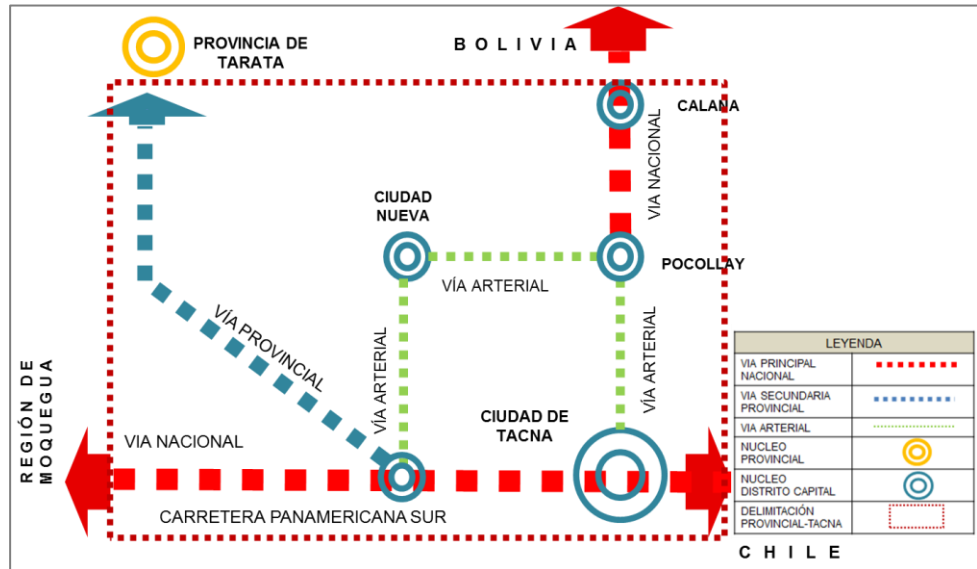 PROVINCIA DE
TARATA
BOLIVIA
CALANA
VIA NACIONAL
CIUDAD
NUEVA
POCOLLAY
VÍA ARTERIAL
VÍA PROVINCIAL
VÍA ARTERIAL
VÍA ARTERIAL
CIUDAD DE
TACNA
REGIÓN DE
MOQUEGUA
VIA NACIONAL
CARRETERA PANAMERICANA SUR
LEYENDA
VIA PRINCIPAL
NACIONAL
VIA SECUNDARIA
PROVINCIAL
VIA ARTERIAL
NUCLEO
PROVINCIAL
NUCLEO
DISTRITO CAPITAL
DELIMITACIÓN
PROVINCIAL-TACNA
CHILE